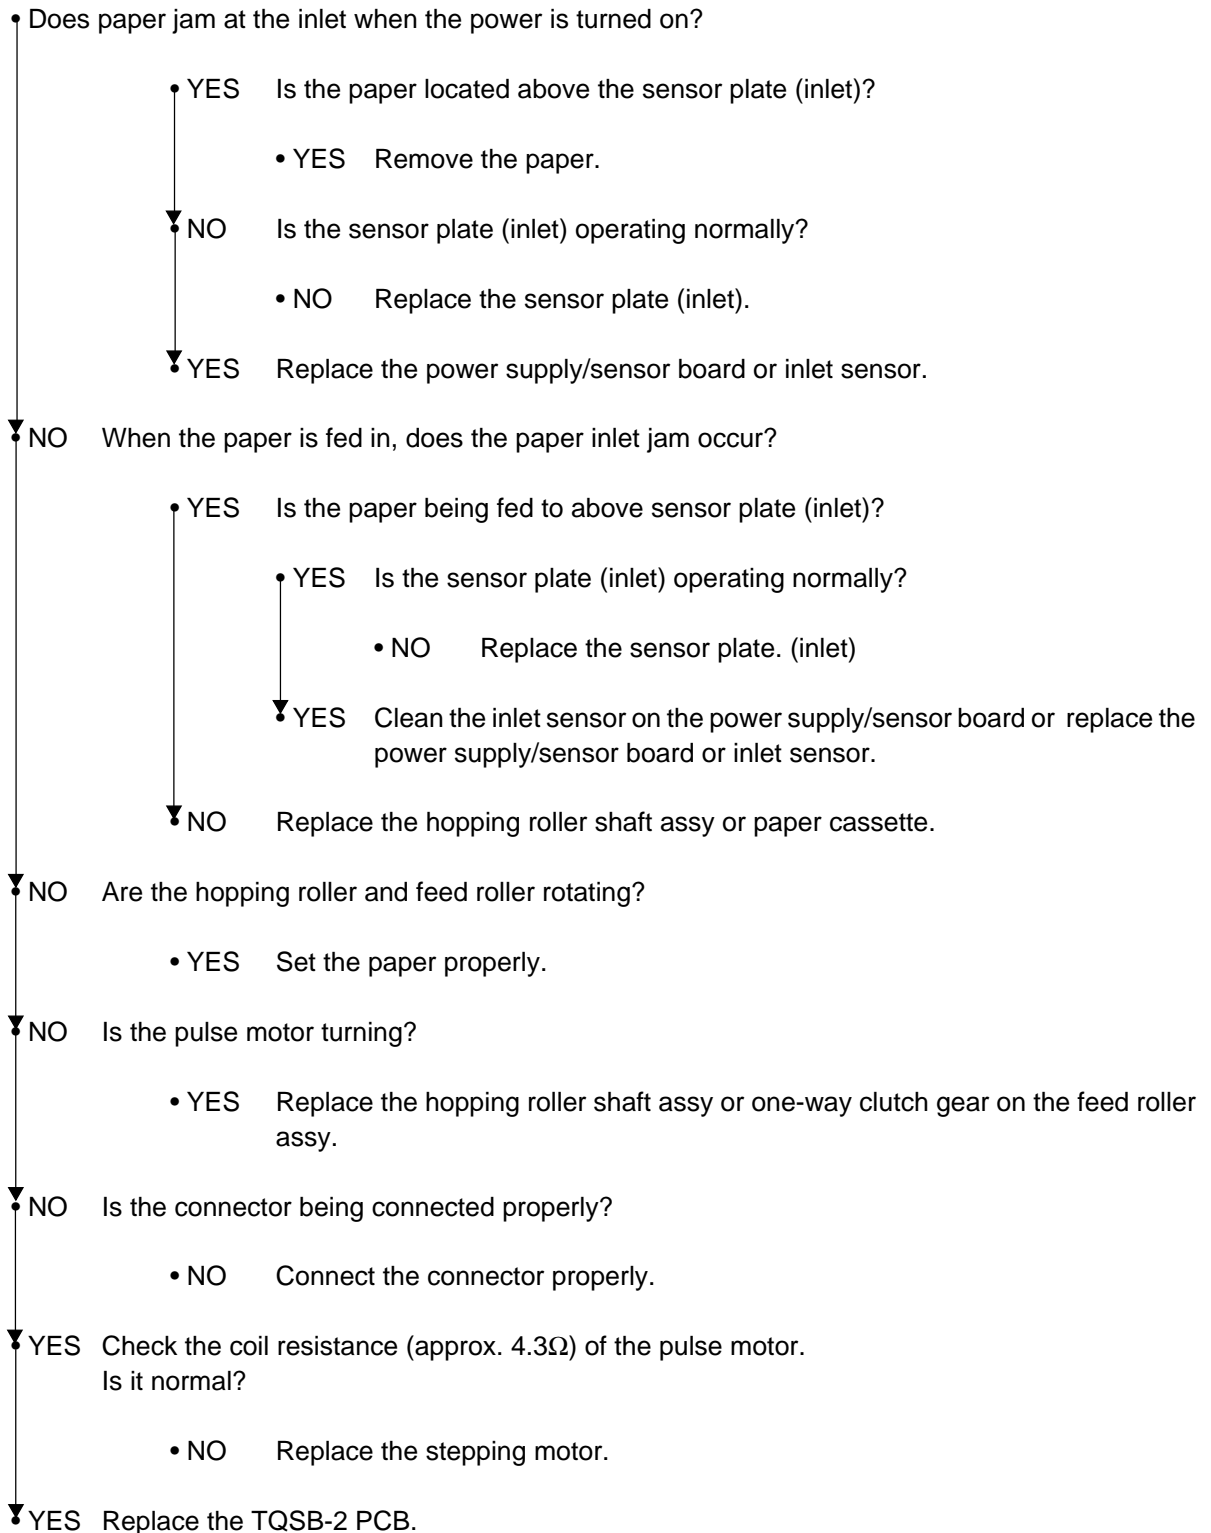 • Does paper jam at the inlet when the power is turned on?
• YES Is the paper located above the sensor plate (inlet)?
• YES Remove the paper.
• NO Is the sensor plate (inlet) operating normally?
• NO Replace the sensor plate (inlet).
• YES Replace the power supply/sensor board or inlet sensor.
• NO When the paper is fed in, does the paper inlet jam occur?
• YES Is the paper being fed to above sensor plate (inlet)?
• YES Is the sensor plate (inlet) operating normally?
• NO Replace the sensor plate. (inlet)
• YES Clean the inlet sensor on the power supply/sensor board or replace the
power supply/sensor board or inlet sensor.
• NO Replace the hopping roller shaft assy or paper cassette.
• NO Are the hopping roller and feed roller rotating?
• YES Set the paper properly.
• NO Is the pulse motor turning?
• YES Replace the hopping roller shaft assy or one-way clutch gear on the feed roller
assy.
• NO Is the connector being connected properly?
• NO Connect the connector properly.
• YES Check the coil resistance (approx. 4.3Ω) of the pulse motor.
Is it normal?
• NO Replace the stepping motor.
• YES Replace the TQSB-2 PCB.